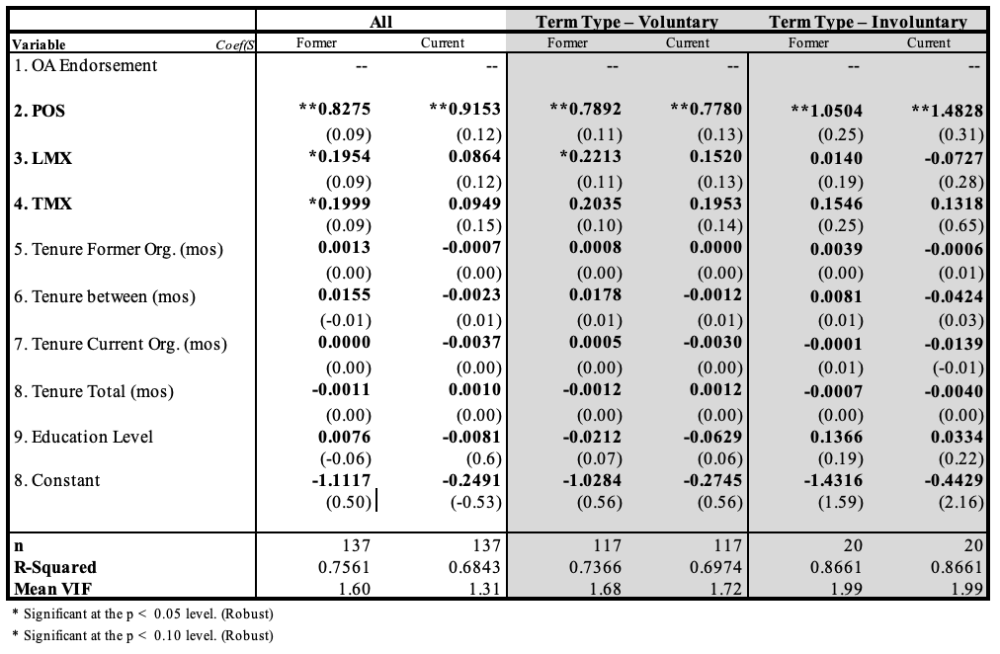 All Term Type – Voluntary Term Type – Involuntary
Variable Coef(S Former Current Former Current Former Current
1. OA Endorsement -- -- -- -- -- --
2. POS **0.8275 **0.9153 **0.7892 **0.7780 **1.0504 **1.4828
(0.09) (0.12) (0.11) (0.13) (0.25) (0.31)
3. LMX *0.1954 0.0864 *0.2213 0.1520 0.0140 -0.0727
(0.09) (0.12) (0.11) (0.13) (0.19) (0.28)
4. TMX *0.1999 0.0949 0.2035 0.1953 0.1546 0.1318
(0.09) (0.15) (0.10) (0.14) (0.25) (0.65)
5. Tenure Former Org. (mos) 0.0013 -0.0007 0.0008 0.0000 0.0039 -0.0006
(0.00) (0.00) (0.00) (0.00) (0.00) (0.01)
6. Tenure between (mos) 0.0155 -0.0023 0.0178 -0.0012 0.0081 -0.0424
(-0.01) (0.01) (0.01) (0.01) (0.01) (0.03)
7. Tenure Current Org. (mos) 0.0000 -0.0037 0.0005 -0.0030 -0.0001 -0.0139
(0.00) (0.00) (0.00) (0.00) (0.01) (-0.01)
8. Tenure Total (mos) -0.0011 0.0010 -0.0012 0.0012 -0.0007 -0.0040
(0.00) (0.00) (0.00) (0.00) (0.00) (0.00)
9. Education Level 0.0076 -0.0081 -0.0212 -0.0629 0.1366 0.0334
(-0.06) (0.6) (0.07) (0.06) (0.19) (0.22)
8. Constant -1.1117 -0.2491 -1.0284 -0.2745 -1.4316 -0.4429
(0.50) (-0.53) (0.56) (0.56) (1.59) (2.16)
n 137 137 117 117 20 20
R-Squared 0.7561 0.6843 0.7366 0.6974 0.8661 0.8661
Mean VIF 1.60 1.31 1.68 1.72 1.99 1.99
* Significant at the p < 0.05 level. (Robust)
* Significant at the p < 0.10 level. (Robust)